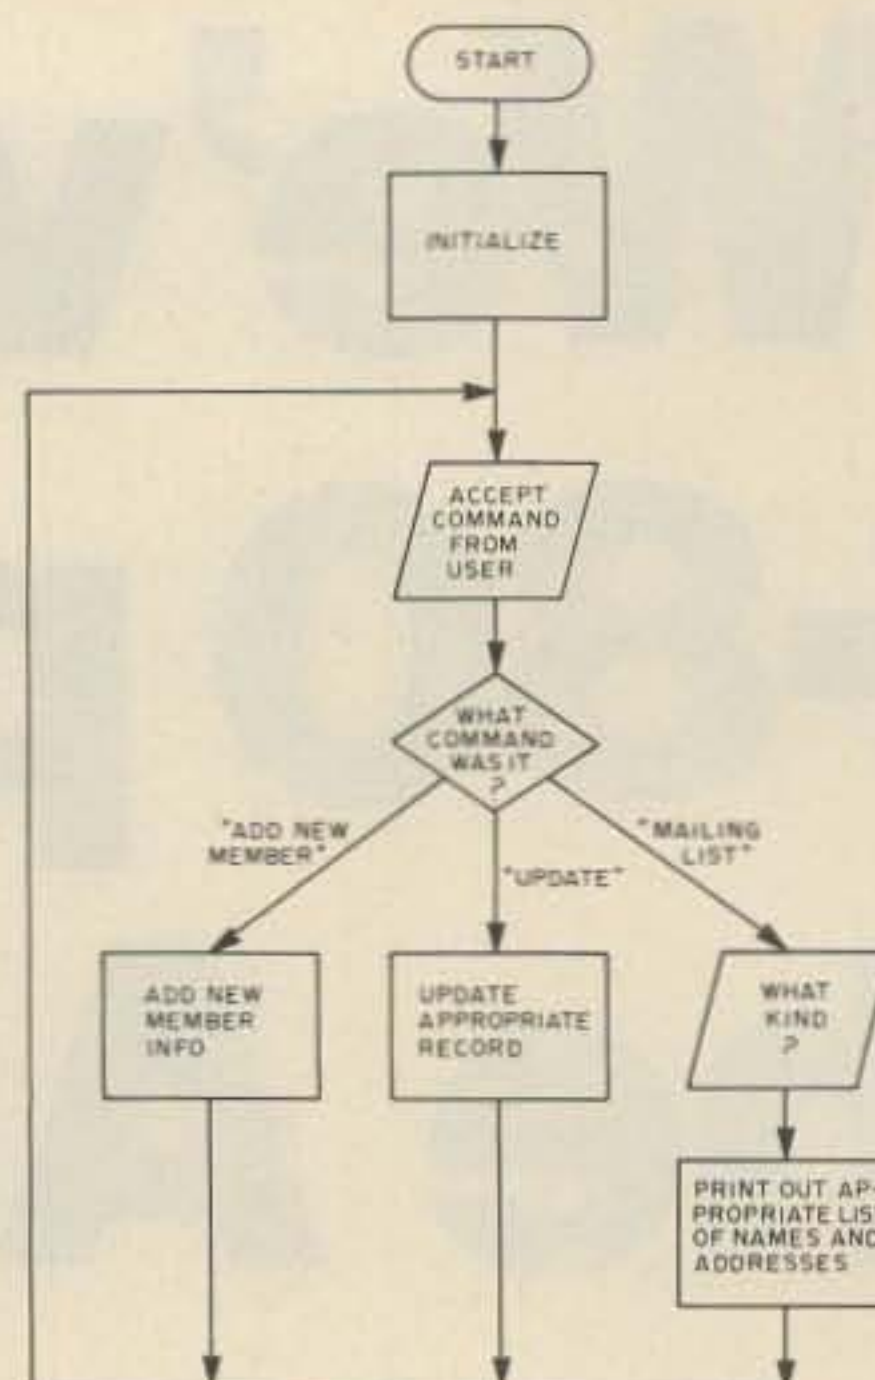 START
INITIALIZE
ACCEPT
COMMAND
FROM
USER
WHAT
COMMAND
WAS IT
?
"ADD NEW
MEMBER"
"UPDATE"
"MAILING
LIST"
ADD NEW
MEMBER
INFO
UPDATE
APPROPRIATE
RECORD
WHAT
KIND
?
PRINT OUT AP-
PROPRIATE LIS
OF NAMES AND
ADDRESSES